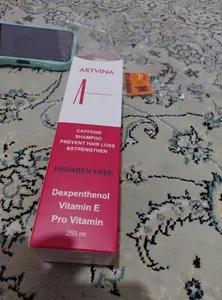 ARTVINA
CAFFEINE
SHAMPOO
PREVENT HAIR LOSS
&STRENGTHEN
PARABEN FREE
Dexpenthenol
Vitamin E
Pro Vitamin
250 ml